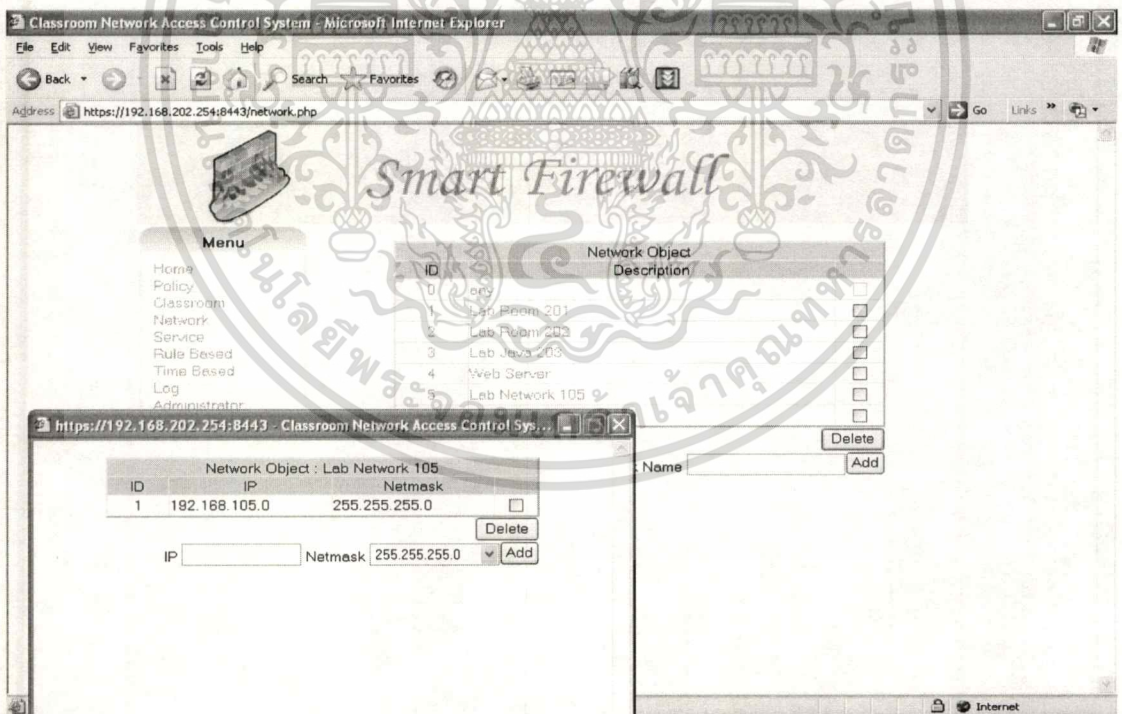 Classroom Network Access Control System - Microsoft Internet Explorer
File Edit View Favorites Tools Help
Back Search Favorites
Address https://192.168.202.254:8443/network.php Go Links »
Smart Firewall
Menu
Home
Policy
Classroom
Network
Service
Rule Based
Time Based
Log
Administrator
Network Object
ID Description
0 any
1 Lab Room 201
2 Lab Room 203
3 Lab Java 203
4 Web Server
5 Lab Network 105
Delete
k Name Add
https://192.168.202.254:8443 - Classroom Network Access Control Sys...
Network Object : Lab Network 105
ID IP Netmask
1 192.168.105.0 255.255.255.0
Delete
IP Netmask 255.255.255.0 Add
Internet